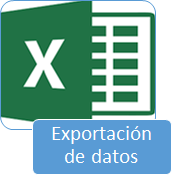 X
Exportación
de datos